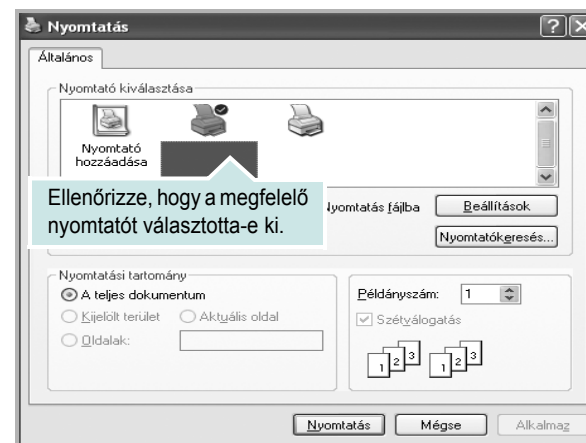 Nyomtatás
Általános
Nyomtató kiválasztása
Nyomtató
hozzáadása
Ellenőrizze, hogy a megfelelő
nyomtatót választotta-e ki.
Nyomtatás fájlba
Beállítások
Nyomtatókeresés...
Nyomtatási tartomány
A teljes dokumentum
Kijelölt terület
Aktuális oldal
Oldalak:
Példányszám: 1
Szétválogatás
1 2 3 1 2 3
Nyomtatás Mégse Alkalmaz